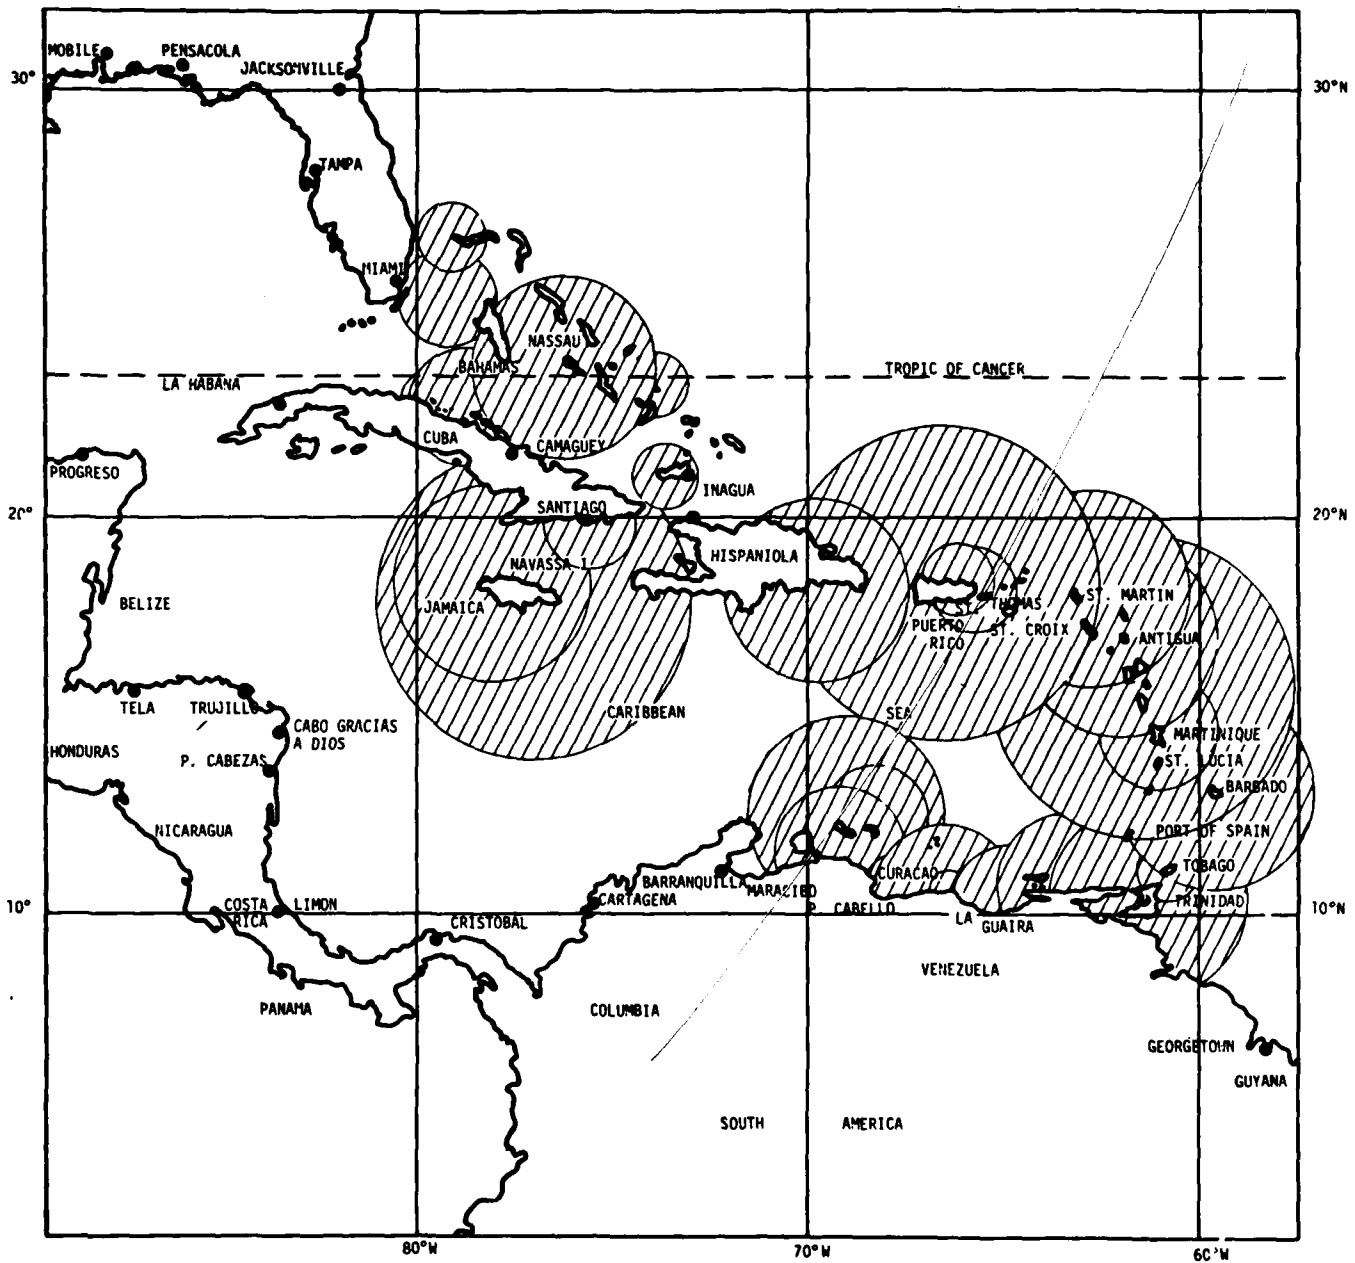 MOBILE
PENSACOLA
JACKSONVILLE
30°
30°N
TAMPA
MIAMI
NASSAU
BAHAMAS
TROPIC OF CANCER
LA HABANA
CUBA
CAMAGUEY
PROGRESO
INAGUA
20°
SANTIAGO
20°N
HISPANIOLA
NAVASSA I
BELIZE
JAMAICA
ST. THOMAS
ST. MARTIN
PUERTO
RICO
ST. CROIX
ANTIGUA
TELA
TRUJILLO
CARIBBEAN
SEA
CABO GRACIAS
A DIOS
MARTINIQUE
HONDURAS
P. CABEZAS
ST. LUCIA
BARBADO
NICARAGUA
PORT OF SPAIN
TOBAGO
CURACAO
BARRANQUILLA
MARACIBO
COSTA
RICA
LIMON
CARTAGENA
P. CABELLO
TRINIDAD
10°
10°N
CRISTOBAL
LA
GUAIRA
VENEZUELA
PANAMA
COLUMBIA
GEORGETOWN
GUYANA
SOUTH AMERICA
80°W
70°W
60°W